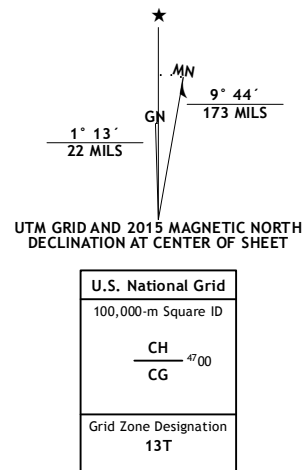 ★
MN
GN
9° 44´
173 MILS
1° 13´
22 MILS
UTM GRID AND 2015 MAGNETIC NORTH
DECLINATION AT CENTER OF SHEET
U.S. National Grid
100,000-m Square ID
CH
⁴⁷00
CG
Grid Zone Designation
13T